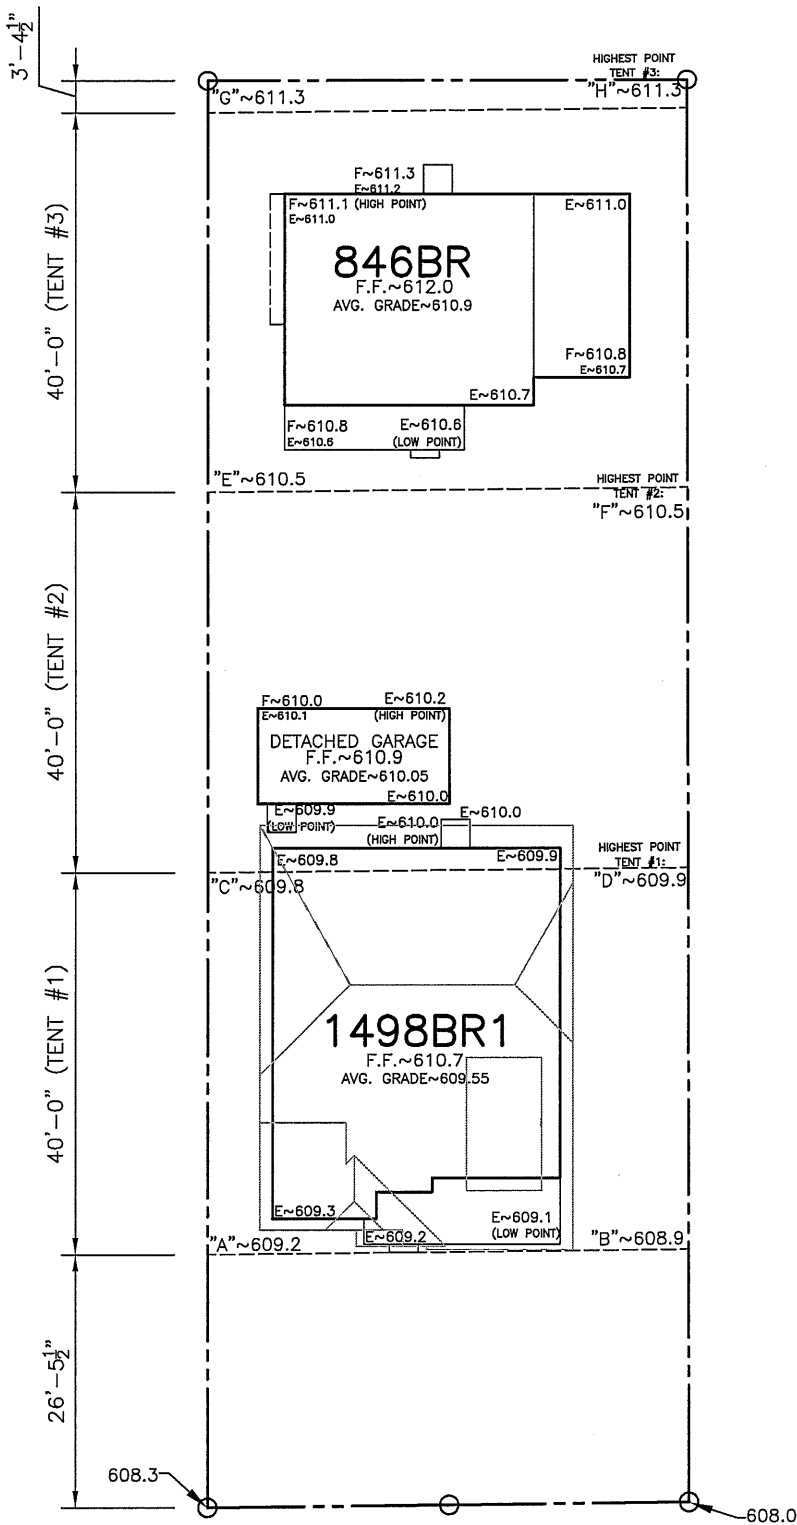 3'-4½"
HIGHEST POINT
TENT #3:
"G"~611.3
"H"~611.3
40'-0" (TENT #3)
F~611.3
E~611.2
F~611.1 (HIGH POINT)
E~611.0
E~611.0
846BR
F.F.~612.0
AVG. GRADE~610.9
F~610.8
E~610.7
E~610.7
F~610.8
E~610.6
E~610.6
(LOW POINT)
"E"~610.5
HIGHEST POINT
TENT #2:
"F"~610.5
40'-0" (TENT #2)
F~610.0
E~610.2
E~610.1
(HIGH POINT)
DETACHED GARAGE
F.F.~610.9
AVG. GRADE~610.05
E~610.0
E~609.9
(LOW POINT)
E~610.0
(HIGH POINT)
E~610.0
E~609.8
E~609.9
HIGHEST POINT
TENT #1:
"C"~609.8
"D"~609.9
40'-0" (TENT #1)
1498BR1
F.F.~610.7
AVG. GRADE~609.55
E~609.3
E~609.2
E~609.1
(LOW POINT)
"A"~609.2
"B"~608.9
26'-5½"
608.3
608.0